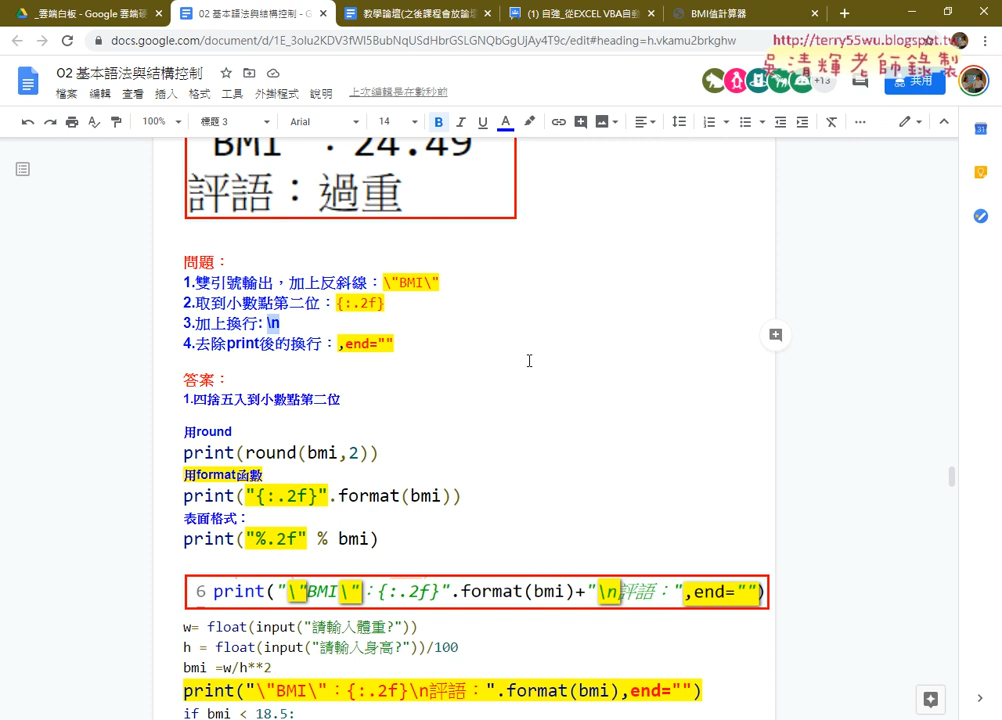 _雲端白板 - Google 雲端硬
02 基本語法與結構控制 - G
教學論壇(之後課程會放論壇
(1) 自強_從EXCEL VBA自動
BMI值計算器
docs.google.com/document/d/1E_3olu2KDV3fWI5BubNqUSdHbrGSLGNQbGgUjAy4T9c/edit#heading=h.vkamu2brkghw
http://terry55wu.blogspot.tw
吳清輝老師錄製
02 基本語法與結構控制
檔案 編輯 查看 插入 格式 工具 外掛程式 說明 上次編輯是在數秒前
+13
共用
100% 標題 3 Arial 14 B I U A
BMI ：24.49
評語：過重
問題：
1.雙引號輸出，加上反斜線：\"BMI\"
2.取到小數點第二位：{:.2f}
3.加上換行: \n
4.去除print後的換行：,end=""
答案：
1.四捨五入到小數點第二位
用round
print(round(bmi,2))
用format函數
print("{:.2f}".format(bmi))
表面格式：
print("%.2f" % bmi)
6 print("\"BMI\"：{:.2f}".format(bmi)+"\n評語：",end="")
w= float(input("請輸入體重?"))
h = float(input("請輸入身高?"))/100
bmi =w/h**2
print("\"BMI\"：{:.2f}\n評語：".format(bmi),end="")
if bmi < 18.5: